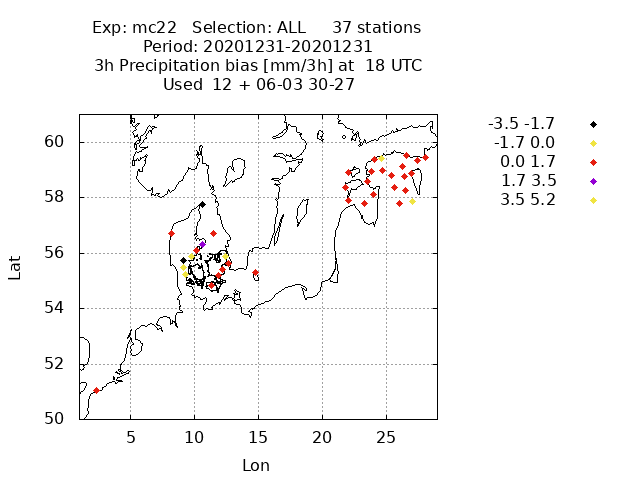 Exp: mc22 Selection: ALL 37 stations
Period: 20201231-20201231
3h Precipitation bias [mm/3h] at 18 UTC
Used 12 + 06-03 30-27
-3.5 -1.7
-1.7 0.0
0.0 1.7
1.7 3.5
3.5 5.2
60
58
56
54
52
50
Lat
5 10 15 20 25
Lon